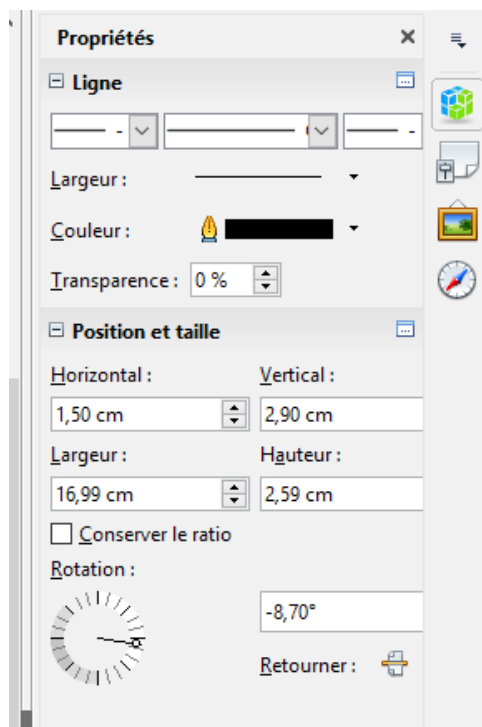 Propriétés
Ligne
Largeur :
Couleur :
Transparence : 0 %
Position et taille
Horizontal : Vertical :
1,50 cm 2,90 cm
Largeur : Hauteur :
16,99 cm 2,59 cm
Conserver le ratio
Rotation :
-8,70°
Retourner :